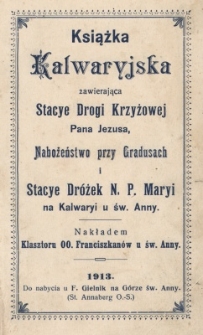 Książka
Kalwaryjska
zawierająca
Stacye Drogi Krzyżowej
Pana Jezusa,
Nabożeństwo przy Gradusach
i
Stacye Dróżek N. P. Maryi
na Kalwaryi u św. Anny.
Nakładem
Klasztoru OO. Franciszkanów u św. Anny.
1913.
Do nabycia u F. Gielnik na Górze św. Anny.
(St. Annaberg O.-S.)